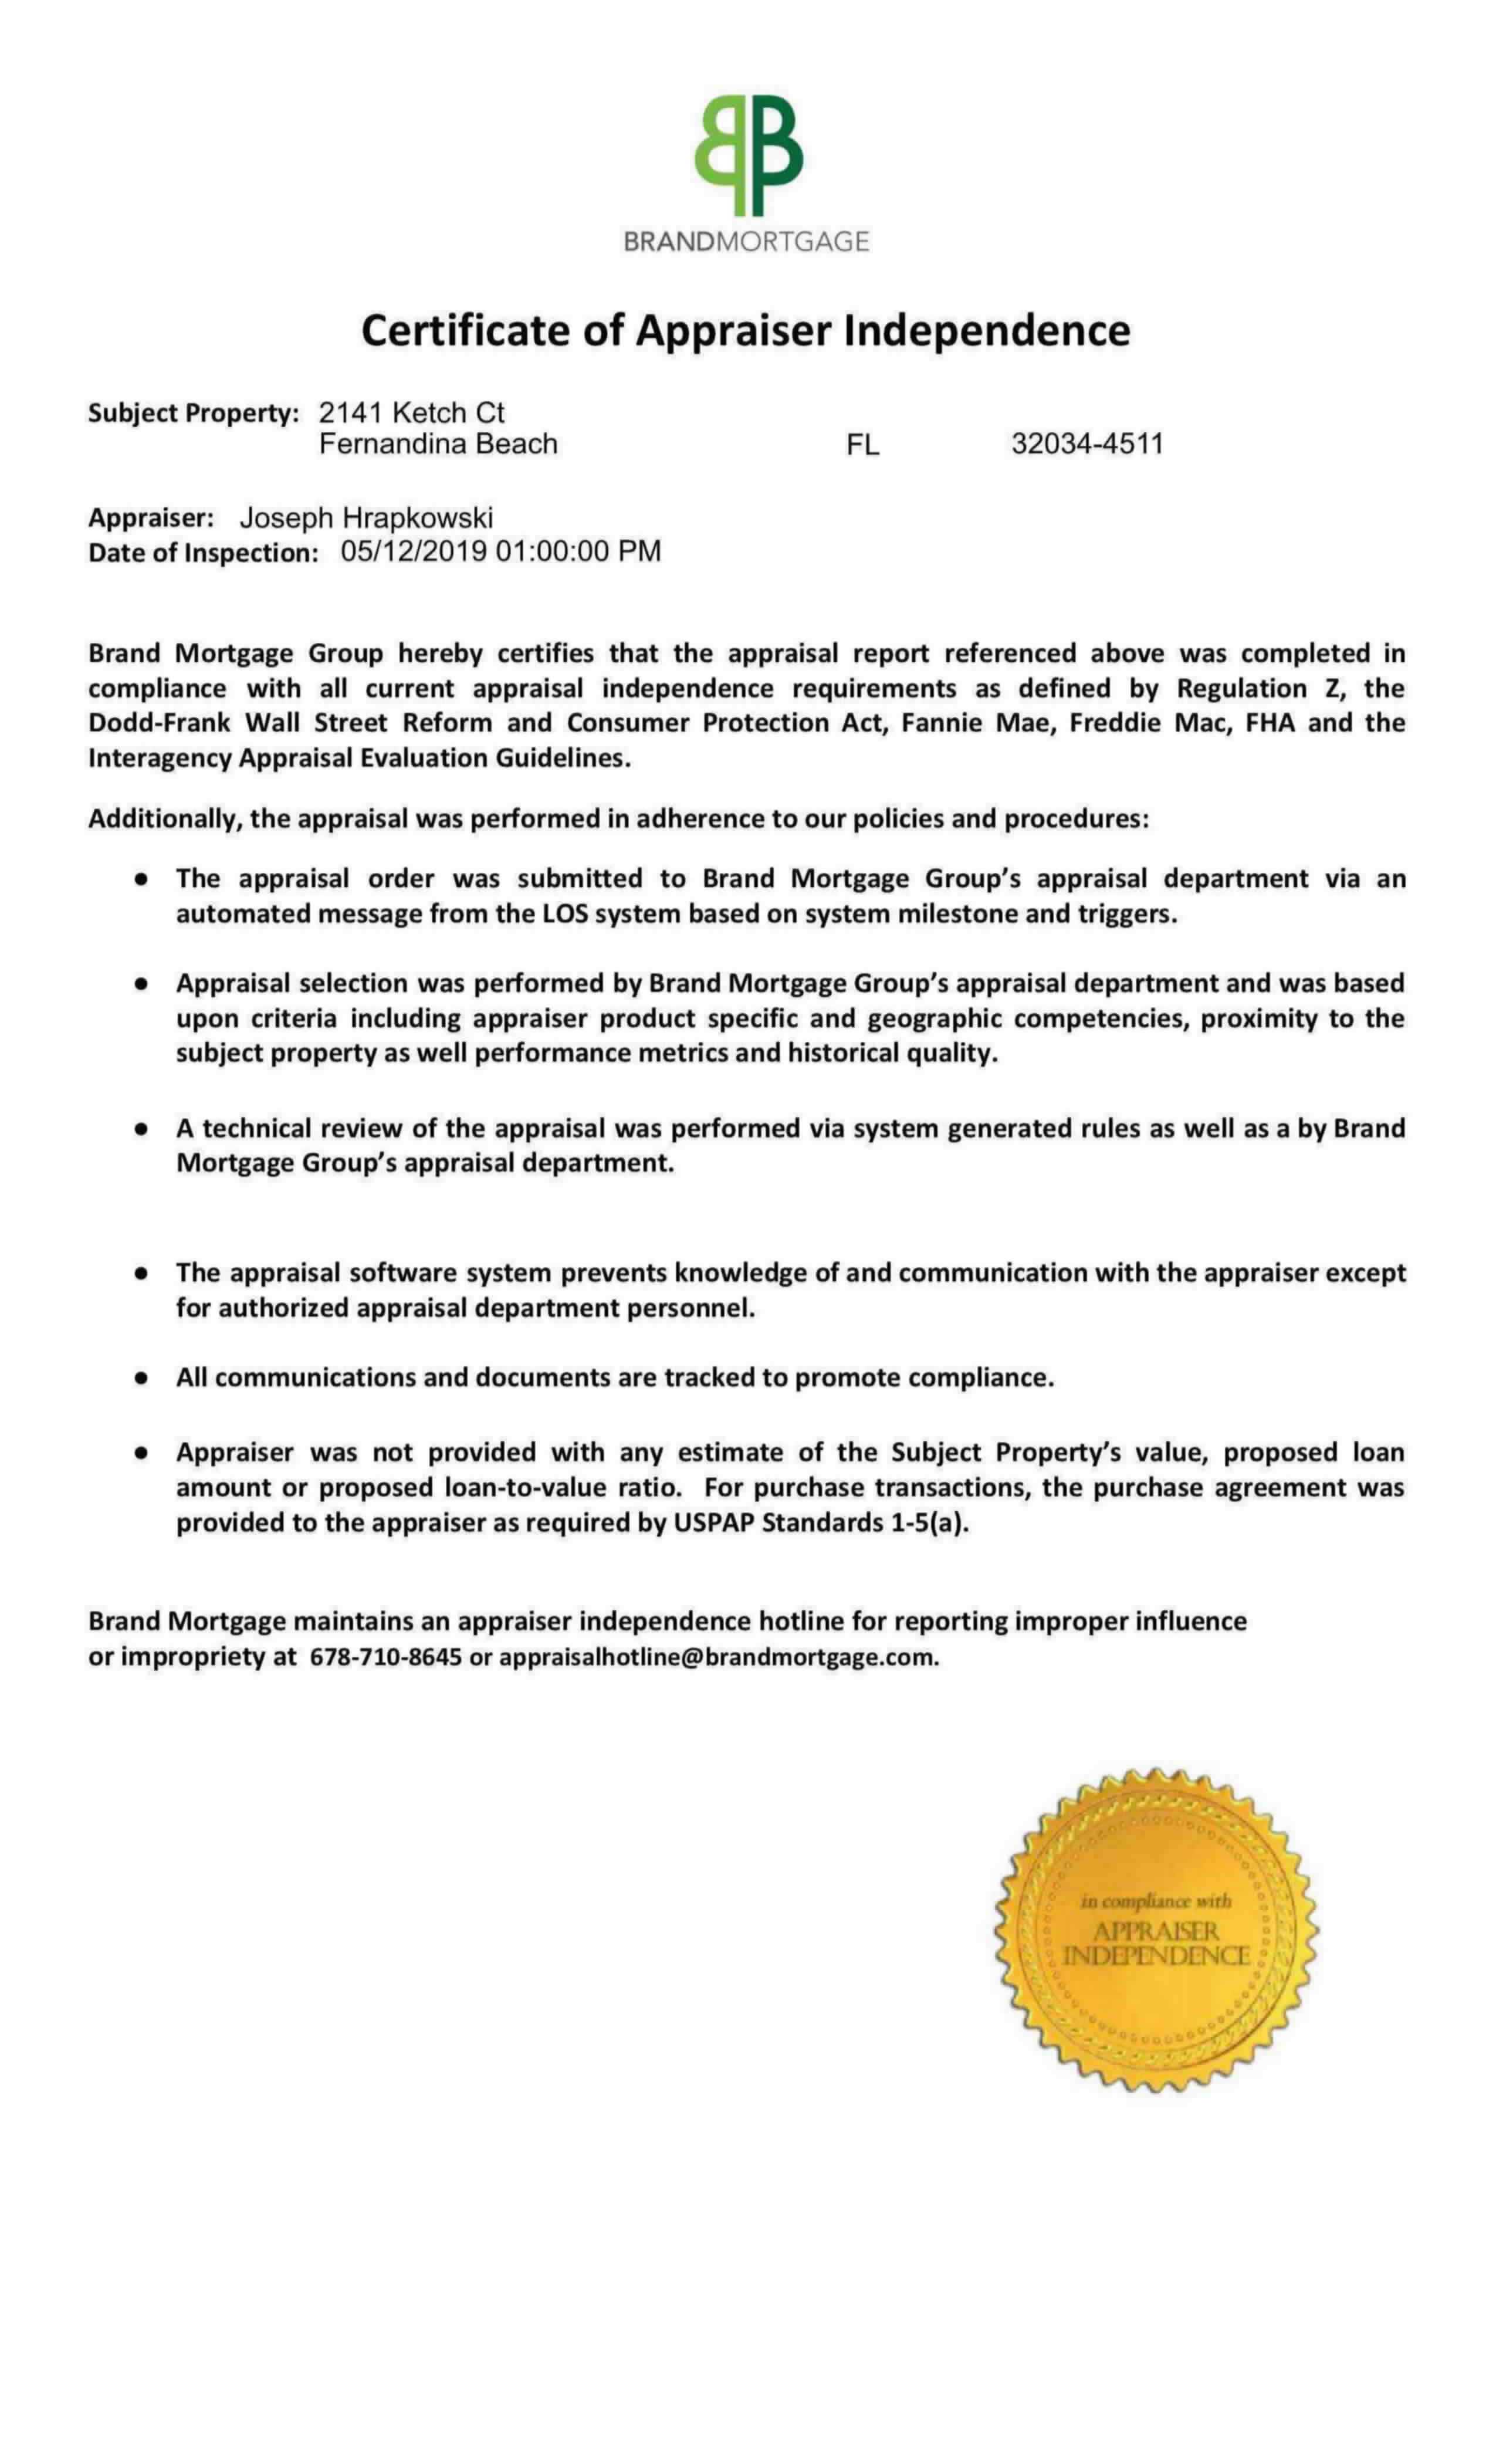 BRANDMORTGAGE
Certificate of Appraiser Independence
Subject Property: 2141 Ketch Ct
Fernandina Beach FL 32034-4511
Appraiser: Joseph Hrapkowski
Date of Inspection: 05/12/2019 01:00:00 PM
Brand Mortgage Group hereby certifies that the appraisal report referenced above was completed in
compliance with all current appraisal independence requirements as defined by Regulation Z, the
Dodd-Frank Wall Street Reform and Consumer Protection Act, Fannie Mae, Freddie Mac, FHA and the
Interagency Appraisal Evaluation Guidelines.
Additionally, the appraisal was performed in adherence to our policies and procedures:
● The appraisal order was submitted to Brand Mortgage Group’s appraisal department via an
automated message from the LOS system based on system milestone and triggers.
● Appraisal selection was performed by Brand Mortgage Group’s appraisal department and was based
upon criteria including appraiser product specific and geographic competencies, proximity to the
subject property as well performance metrics and historical quality.
● A technical review of the appraisal was performed via system generated rules as well as a by Brand
Mortgage Group’s appraisal department.
● The appraisal software system prevents knowledge of and communication with the appraiser except
for authorized appraisal department personnel.
● All communications and documents are tracked to promote compliance.
● Appraiser was not provided with any estimate of the Subject Property’s value, proposed loan
amount or proposed loan-to-value ratio. For purchase transactions, the purchase agreement was
provided to the appraiser as required by USPAP Standards 1-5(a).
Brand Mortgage maintains an appraiser independence hotline for reporting improper influence
or impropriety at 678-710-8645 or appraisalhotline@brandmortgage.com.
in compliance with
APPRAISER
INDEPENDENCE